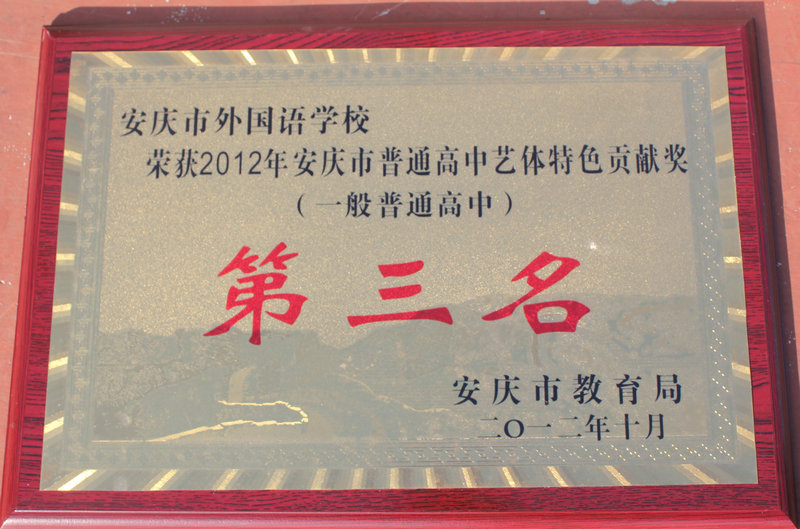 安庆市外国语学校
荣获2012年安庆市普通高中艺体特色贡献奖
（一般普通高中）
第三名
安庆市教育局
二〇一二年十月